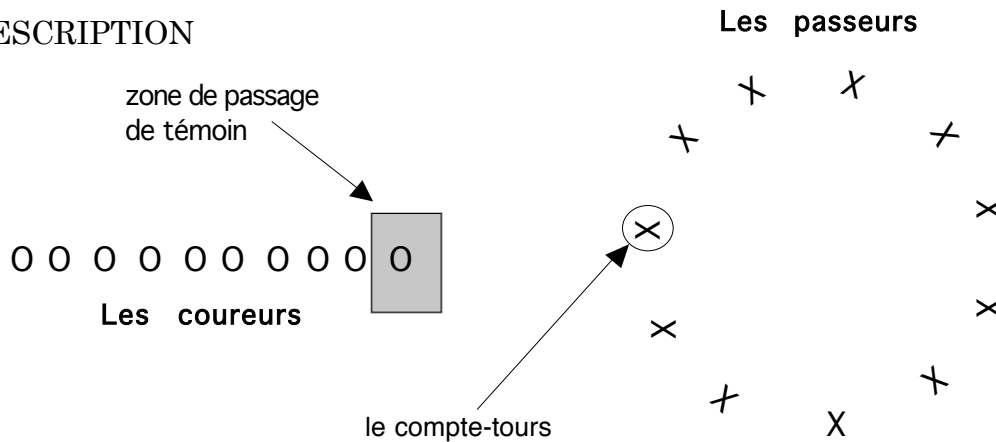 ESCRIPTION
Les passeurs
zone de passage
de témoin
X X
X X
X
X
O O O O O O O O O O
Les coureurs
X
X
X
X
X
le compte-tours